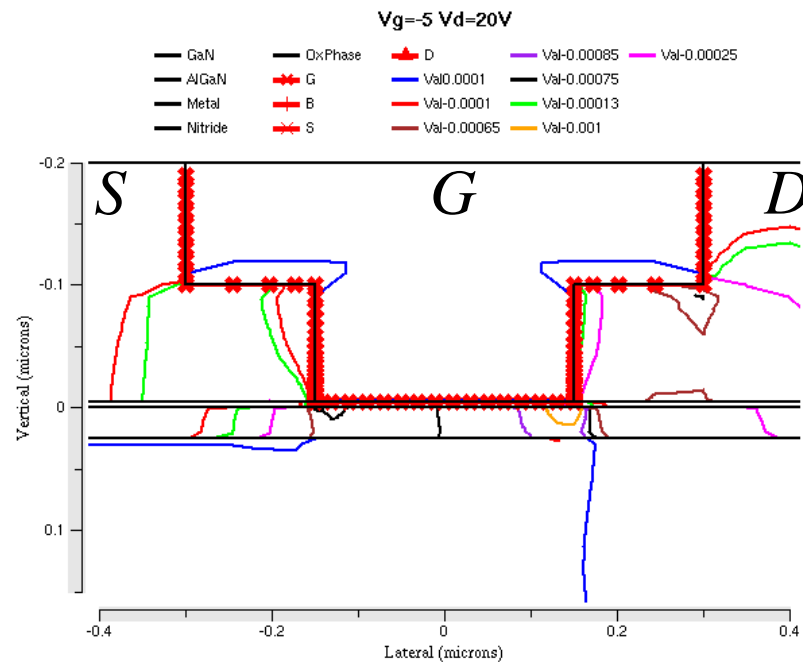 Vg=-5 Vd=20V
GaN OxPhase D Val-0.00085 Val-0.00025
AlGaN G Val0.0001 Val-0.00075
Metal B Val-0.0001 Val-0.00013
Nitride S Val-0.00065 Val-0.001
-0.2
S G D
-0.1
0
0.1
Vertical (microns)
-0.4 -0.2 0 0.2 0.4
Lateral (microns)